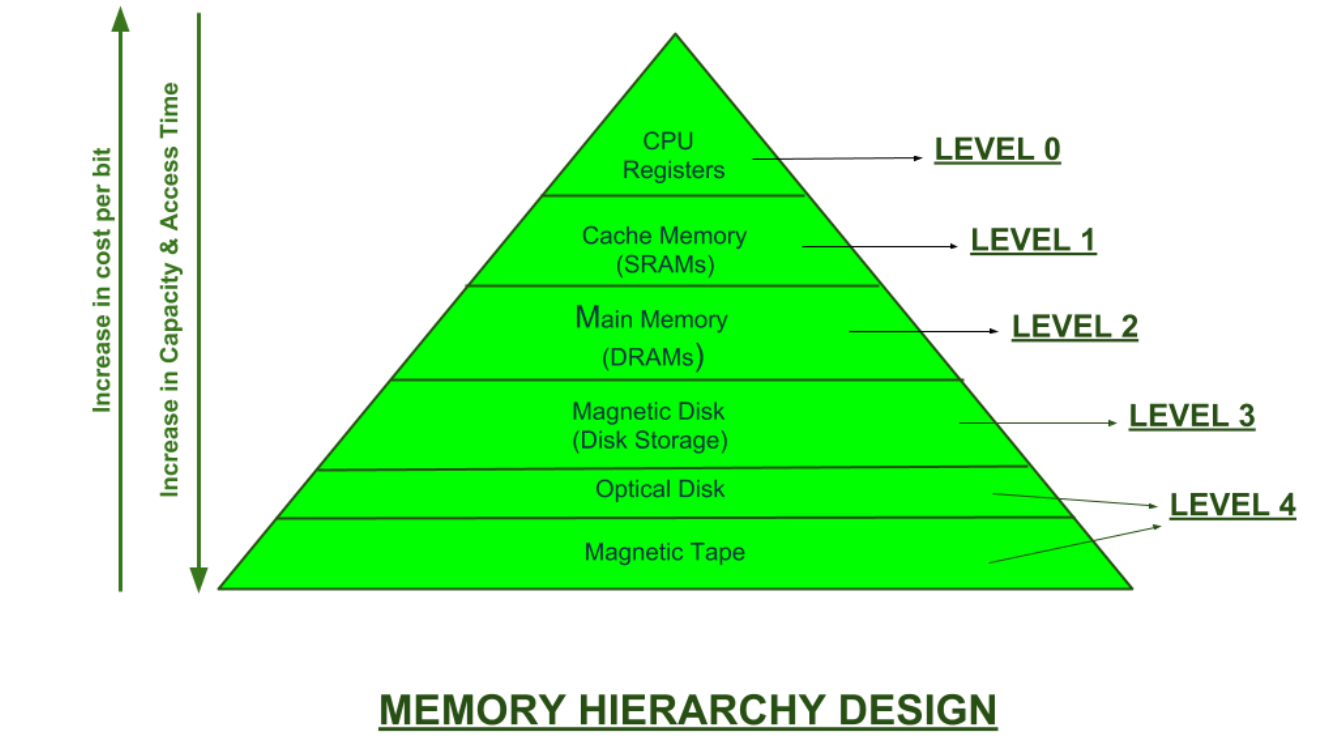 Increase in cost per bit
Increase in Capacity & Access Time
CPU
Registers
LEVEL 0
Cache Memory
(SRAMs)
LEVEL 1
Main Memory
(DRAMs)
LEVEL 2
Magnetic Disk
(Disk Storage)
LEVEL 3
Optical Disk
LEVEL 4
Magnetic Tape
MEMORY HIERARCHY DESIGN